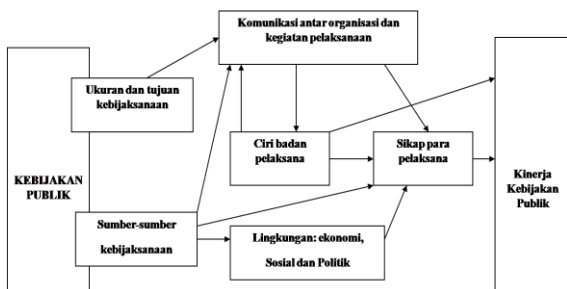 Komunikasi antar organisasi dan
kegiatan pelaksanaan
Ukuran dan tujuan
kebijaksanaan
KEBIJAKAN
PUBLIK
Ciri badan
pelaksana
Sikap para
pelaksana
Kinerja
Kebijakan
Publik
Sumber-sumber
kebijaksanaan
Lingkungan: ekonomi,
Sosial dan Politik